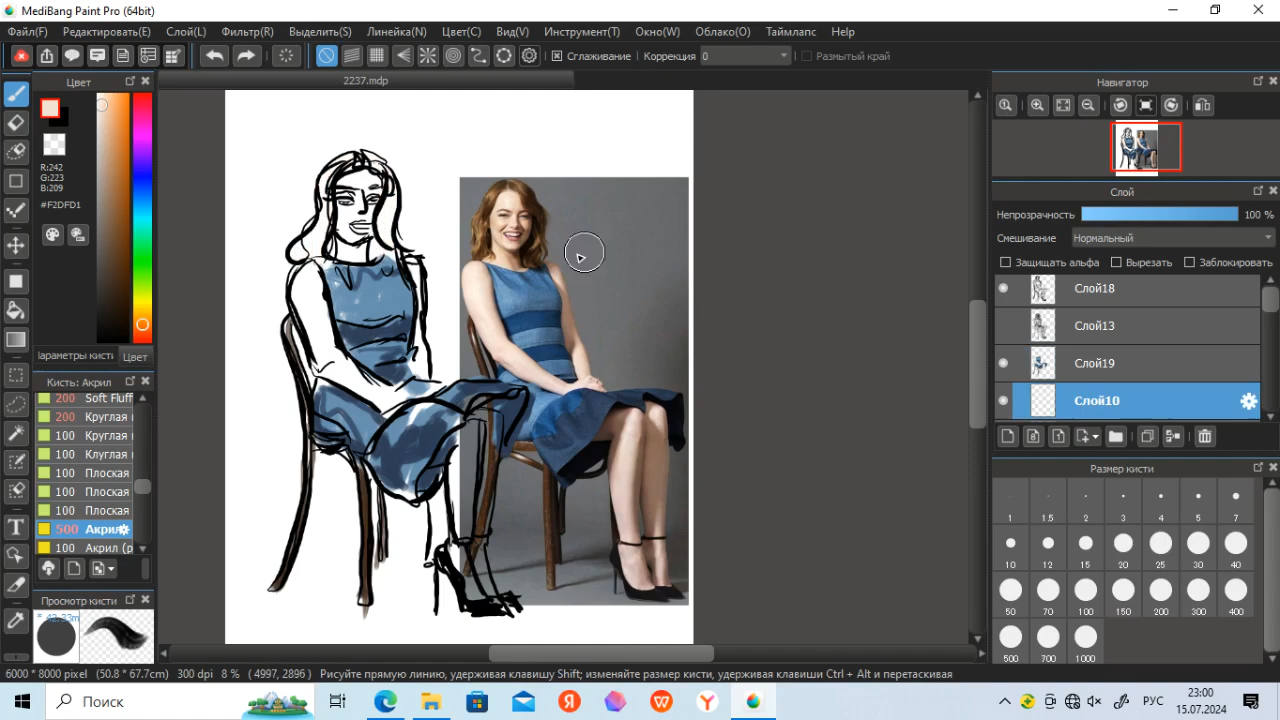 MediBang Paint Pro (64bit)
Файл(F) Редактировать(E) Слой(L) Фильтр(R) Выделить(S) Линейка(N) Цвет(C) Вид(V) Инструмент(T) Окно(W) Облако(O) Таймлапс Help
Сглаживание Коррекция 0 Размытый край
Цвет
2237.mdp
Навигатор
R:242
G:223
B:209
#F2DFD1
Слой
Непрозрачность 100 %
Смешивание Нормальный
Защищать альфа Вырезать Заблокировать
Слой18
Слой13
Слой19
Слой10
Іараметры кисти Цвет
Кисть: Акрил
200 Soft Fluff
200 Круглая
100 Круглая
100 Клуглая
100 Плоская
100 Плоская
100 Плоская
500 Акрил
100 Акрил (р
Размер кисти
1 1.5 2 3 4 5 7
10 12 15 20 25 30 40
50 70 100 150 200 300 400
500 700 1000
Просмотр кисти
* 42.33m
6000 * 8000 pixel (50.8 * 67.7cm) 300 dpi 8 % ( 4997, 2896 ) Рисуйте прямую линию, удерживая клавишу Shift; изменяйте размер кисти, удерживая клавиши Ctrl + Alt и перетаскивая
Поиск
РУС
23:00
15.07.2024